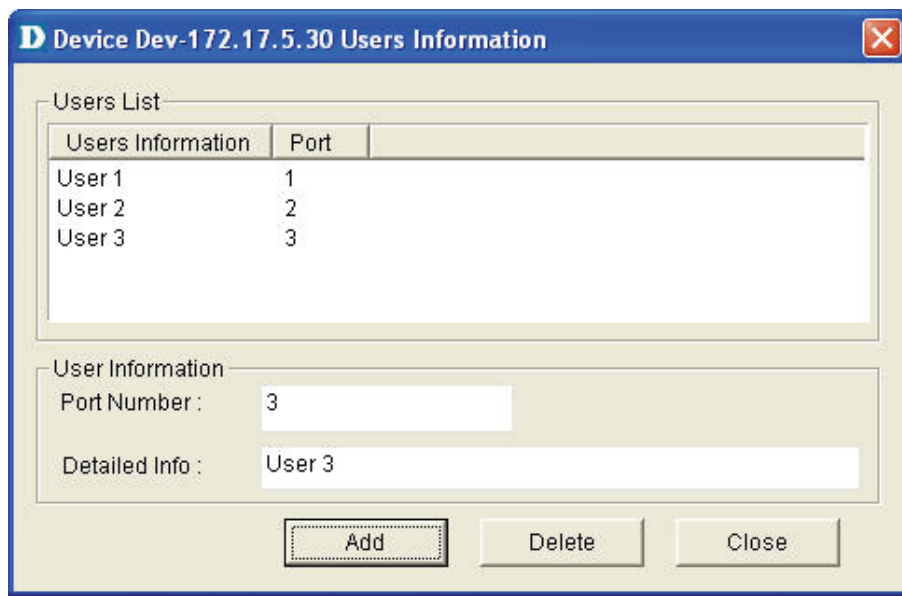 D Device Dev-172.17.5.30 Users Information
Users List
Users Information Port
User 1 1
User 2 2
User 3 3
User Information
Port Number : 3
Detailed Info : User 3
Add Delete Close